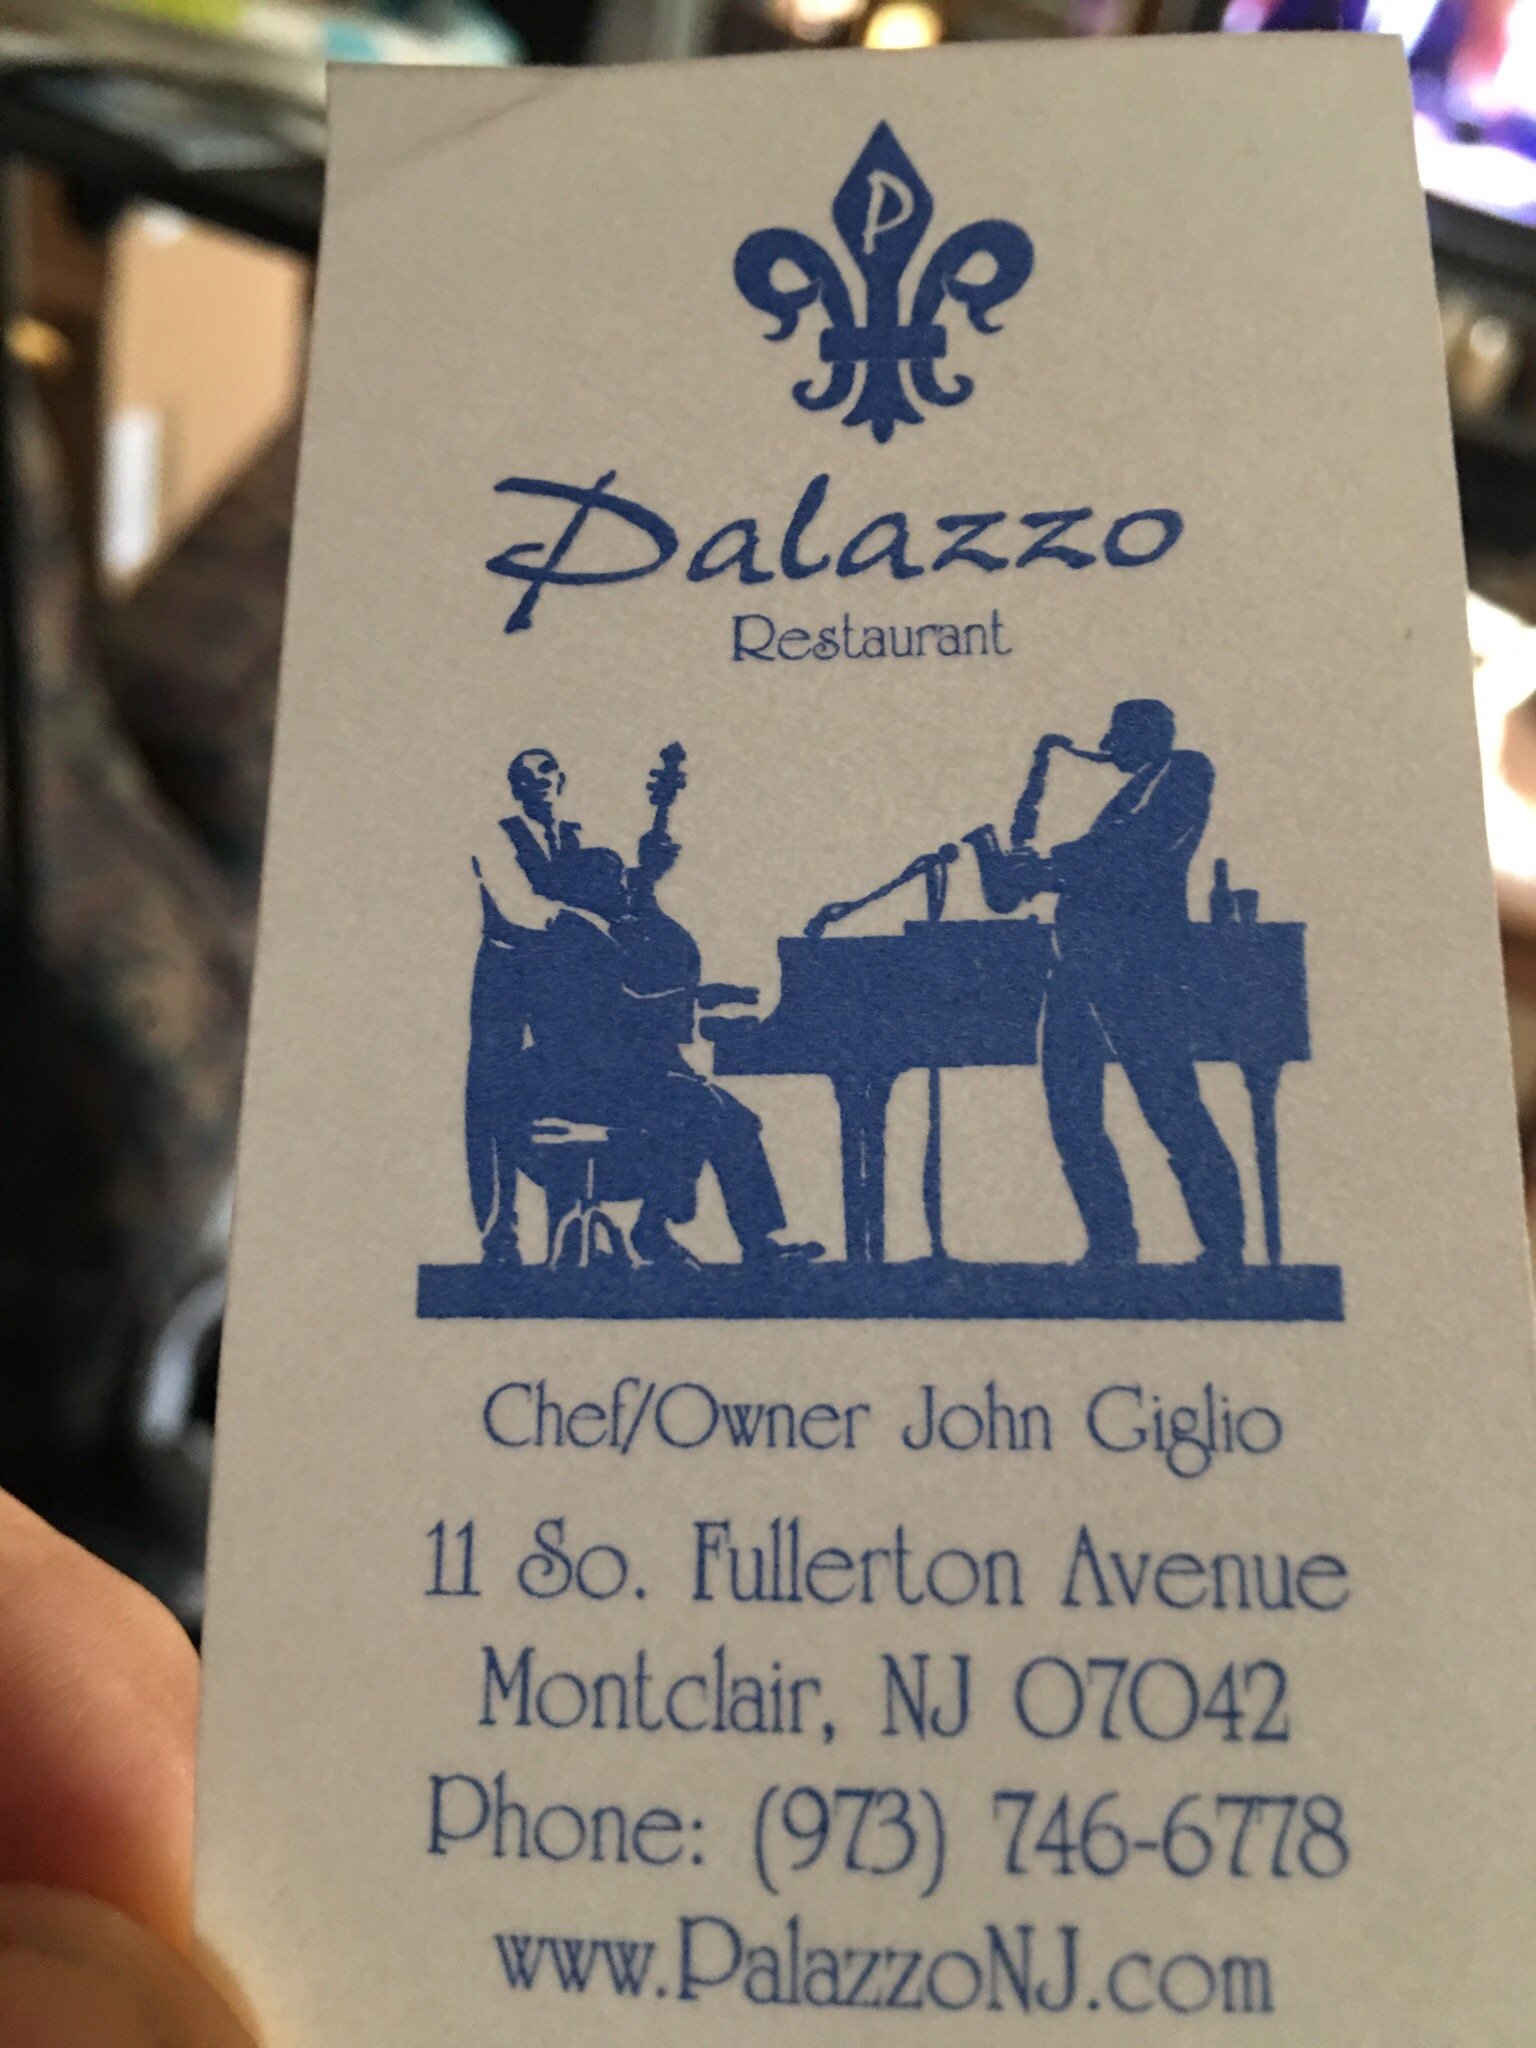 P
Palazzo
Restaurant
Chef/Owner John Giglio
11 So. Fullerton Avenue
Montclair, NJ 07042
Phone: (973) 746-6778
www.PalazzoNJ.com